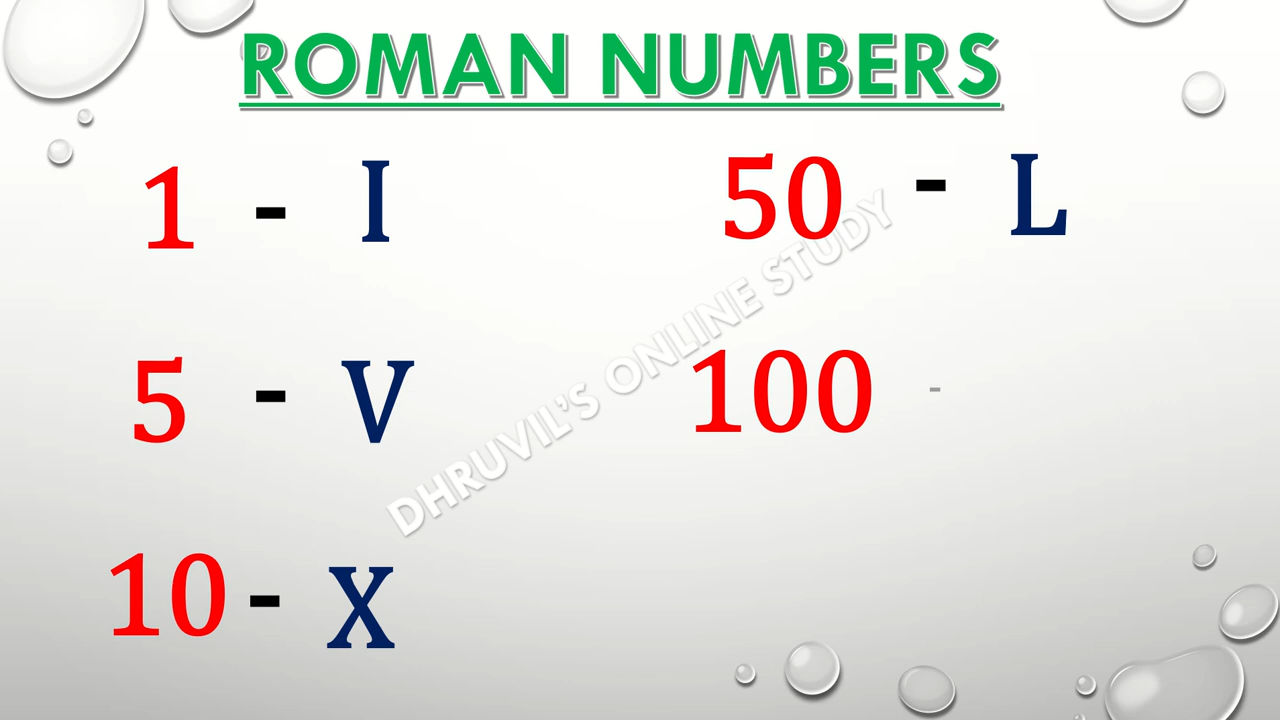 ROMAN NUMBERS
1 - I
5 - V
10 - X
50 - L
100 -
DHRUVIL'S ONLINE STUDY